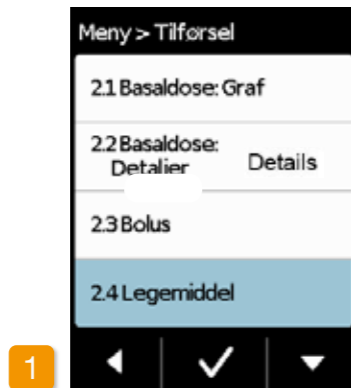 Meny > Tilførsel
2.1 Basaldose: Graf
2.2 Basaldose:
Detalier Details
2.3 Bolus
2.4 Legemiddel
1